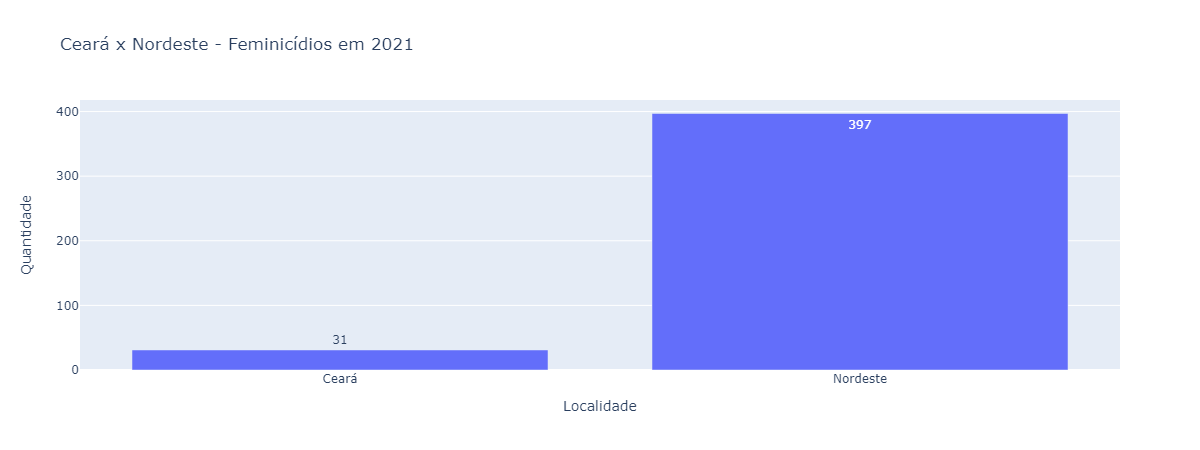 Ceará x Nordeste - Feminicídios em 2021
Quantidade
400
300
200
100
0
31
397
Ceará
Nordeste
Localidade